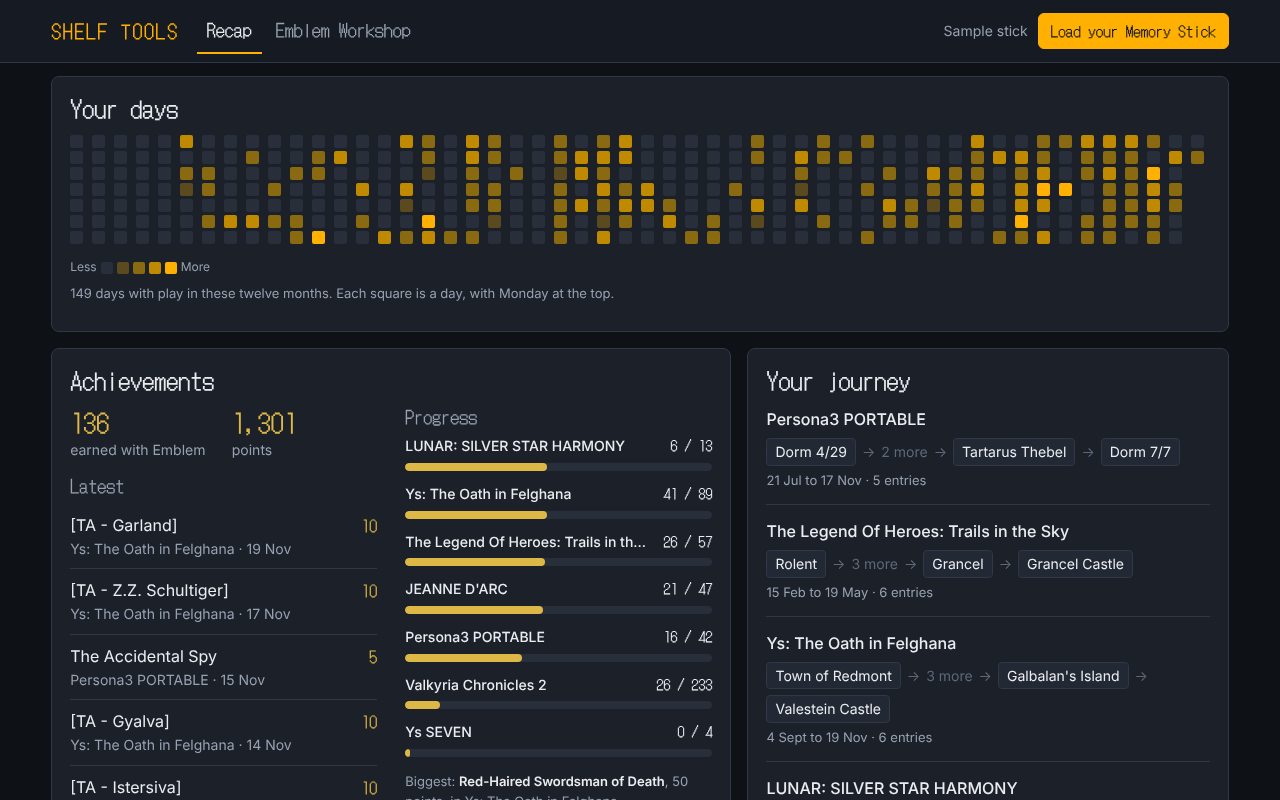 SHELF TOOLS Recap Emblem Workshop Sample stick Load your Memory Stick
Your days
Less More
149 days with play in these twelve months. Each square is a day, with Monday at the top.
Achievements
136 1,301
earned with Emblem points
Latest
[TA - Garland] 10
Ys: The Oath in Felghana · 19 Nov
[TA - Z.Z. Schultiger] 10
Ys: The Oath in Felghana · 17 Nov
The Accidental Spy 5
Persona3 PORTABLE · 15 Nov
[TA - Gyalva] 10
Ys: The Oath in Felghana · 14 Nov
[TA - Istersiva] 10
Progress
LUNAR: SILVER STAR HARMONY 6 / 13
Ys: The Oath in Felghana 41 / 89
The Legend Of Heroes: Trails in th... 26 / 57
JEANNE D'ARC 21 / 47
Persona3 PORTABLE 16 / 42
Valkyria Chronicles 2 26 / 233
Ys SEVEN 0 / 4
Biggest: Red-Haired Swordsman of Death, 50
points, in Ys: The Oath in Felghana
Your journey
Persona3 PORTABLE
Dorm 4/29 → 2 more → Tartarus Thebel → Dorm 7/7
21 Jul to 17 Nov · 5 entries
The Legend Of Heroes: Trails in the Sky
Rolent → 3 more → Grancel → Grancel Castle
15 Feb to 19 May · 6 entries
Ys: The Oath in Felghana
Town of Redmont → 3 more → Galbalan's Island →
Valestein Castle
4 Sept to 19 Nov · 6 entries
LUNAR: SILVER STAR HARMONY